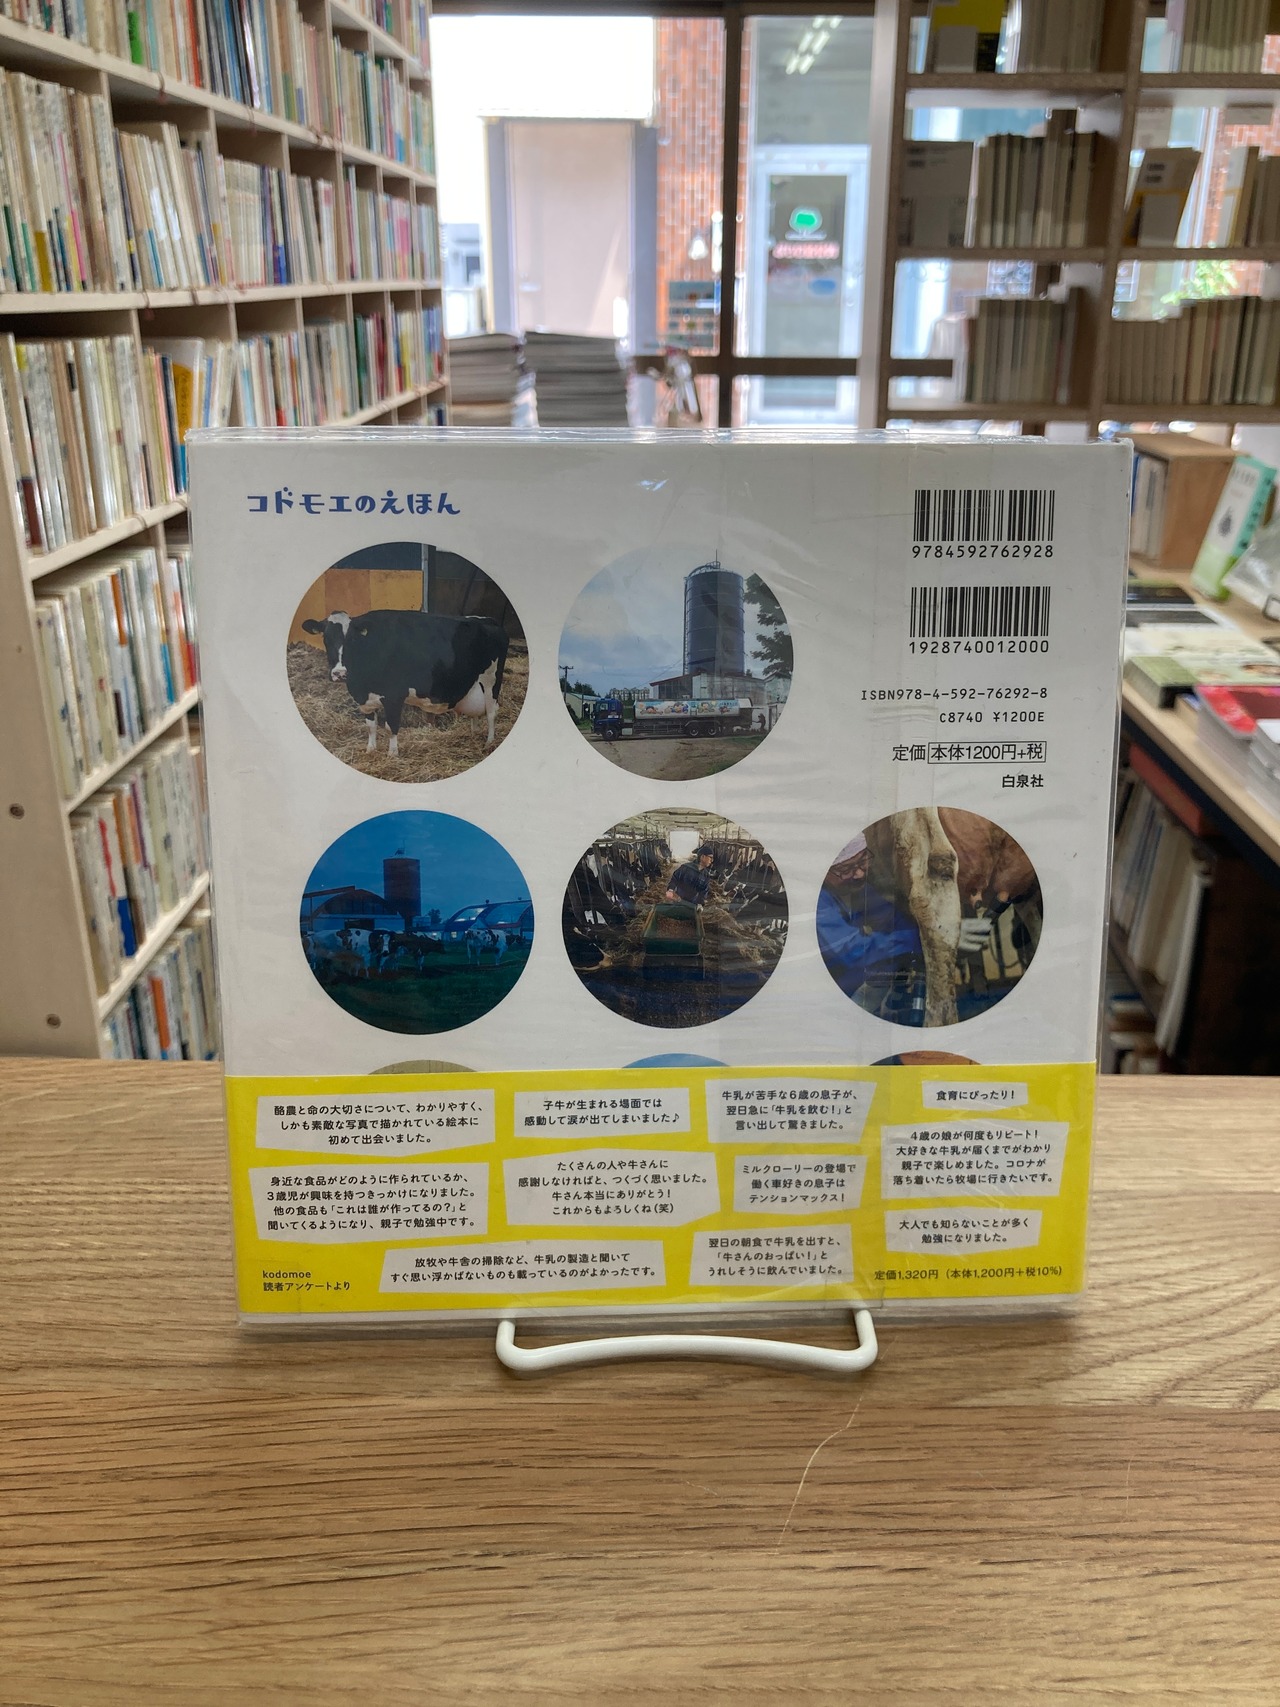 コドモエのえほん
9784592762928
1928740012000
ISBN978-4-592-76292-8
C8740 ¥1200E
定価 本体1200円+税
白泉社
酪農と命の大切さについて、わかりやすく、
しかも素敵な写真で描かれている絵本に
初めて出会いました。
子牛が生まれる場面では
感動して涙が出てしまいました♪
牛乳が苦手な6歳の息子が、
翌日急に「牛乳を飲む!」と
言い出して驚きました。
食育にぴったり!
身近な食品がどのように作られているか、
3歳児が興味を持つきっかけになりました。
他の食品も「これは誰が作ってるの?」と
聞いてくるようになり、親子で勉強中です。
たくさんの人や牛さんに
感謝しなければと、つくづく思いました。
牛さん本当にありがとう!
これからもよろしくね(笑)
ミルクローリーの登場で
働く車好きの息子は
テンションマックス!
4歳の娘が何度もリピート!
大好きな牛乳が届くまでがわかり
親子で楽しめました。コロナが
落ち着いたら牧場に行きたいです。
放牧や牛舎の掃除など、牛乳の製造と聞いて
すぐ思い浮かばないものも載っているのがよかったです。
翌日の朝食で牛乳を出すと、
「牛さんのおっぱい!」と
うれしそうに飲んでいました。
大人でも知らないことが多く
勉強になりました。
kodomoe
読者アンケートより
定価1,320円(本体1,200円+税10%)